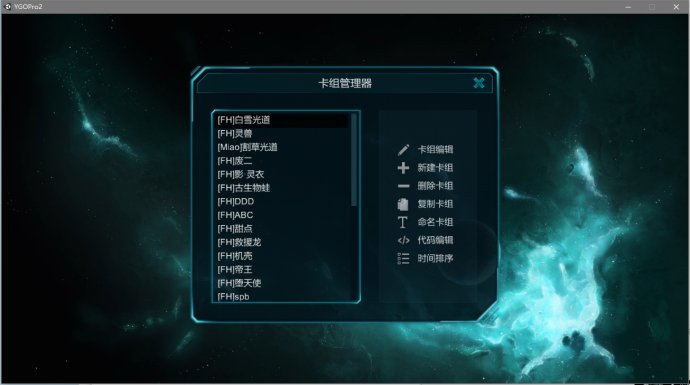 YGOPro2
卡组管理器
[FH]白雪光道
[FH]灵兽
[Miao]割草光道
[FH]废二
[FH]影·灵衣
[FH]古生物蛙
[FH]DDD
[FH]ABC
[FH]甜点
[FH]救援龙
[FH]机壳
[FH]帝王
[FH]堕天使
[FH]spb
卡组编辑
新建卡组
删除卡组
复制卡组
命名卡组
代码编辑
时间排序